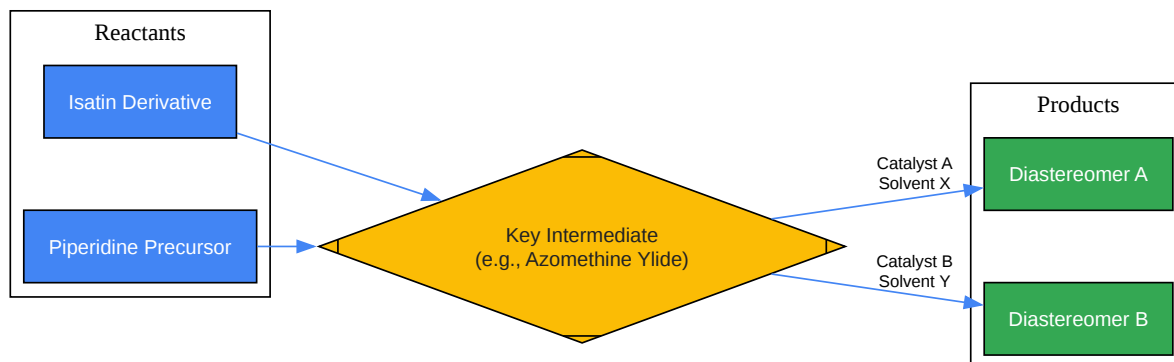 Reactants
Isatin Derivative
Piperidine Precursor
Key Intermediate
(e.g., Azomethine Ylide)
Catalyst A
Solvent X
Catalyst B
Solvent Y
Products
Diastereomer A
Diastereomer B